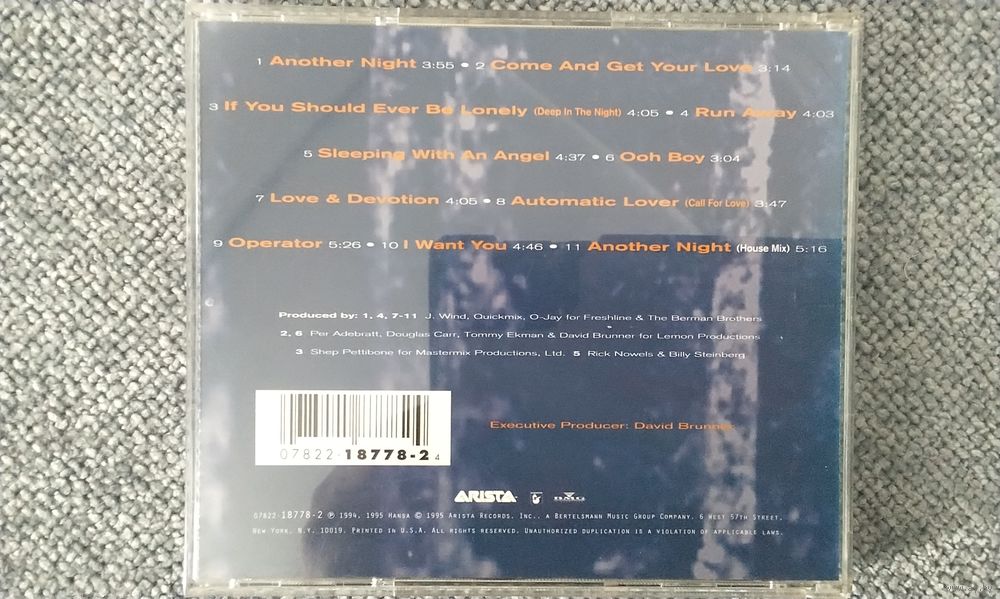 1 Another Night 3:55 • 2 Come And Get Your Love 3:14
3 If You Should Ever Be Lonely (Deep In The Night) 4:05 • 4 Run Away 4:03
5 Sleeping With An Angel 4:37 • 6 Ooh Boy 3:04
7 Love & Devotion 4:05 • 8 Automatic Lover (Call For Love) 3:47
9 Operator 5:26 • 10 I Want You 4:46 • 11 Another Night (House Mix) 5:16
Produced by: 1, 4, 7-11 J. Wind, Quickmix, O-Jay for Freshline & The Berman Brothers
2, 6 Per Adebratt, Douglas Carr, Tommy Ekman & David Brunner for Lemon Productions
3 Shep Pettibone for Mastermix Productions, Ltd. 5 Rick Nowels & Billy Steinberg
Executive Producer: David Brunner
07822-18778-2 4
ARISTA BMG
07822-18778-2 ℗ 1994, 1995 Hansa © 1995 Arista Records, Inc., a Bertelsmann Music Group Company, 6 West 57th Street,
New York, N.Y. 10019. Printed in U.S.A. All rights reserved. Unauthorized duplication is a violation of applicable laws.